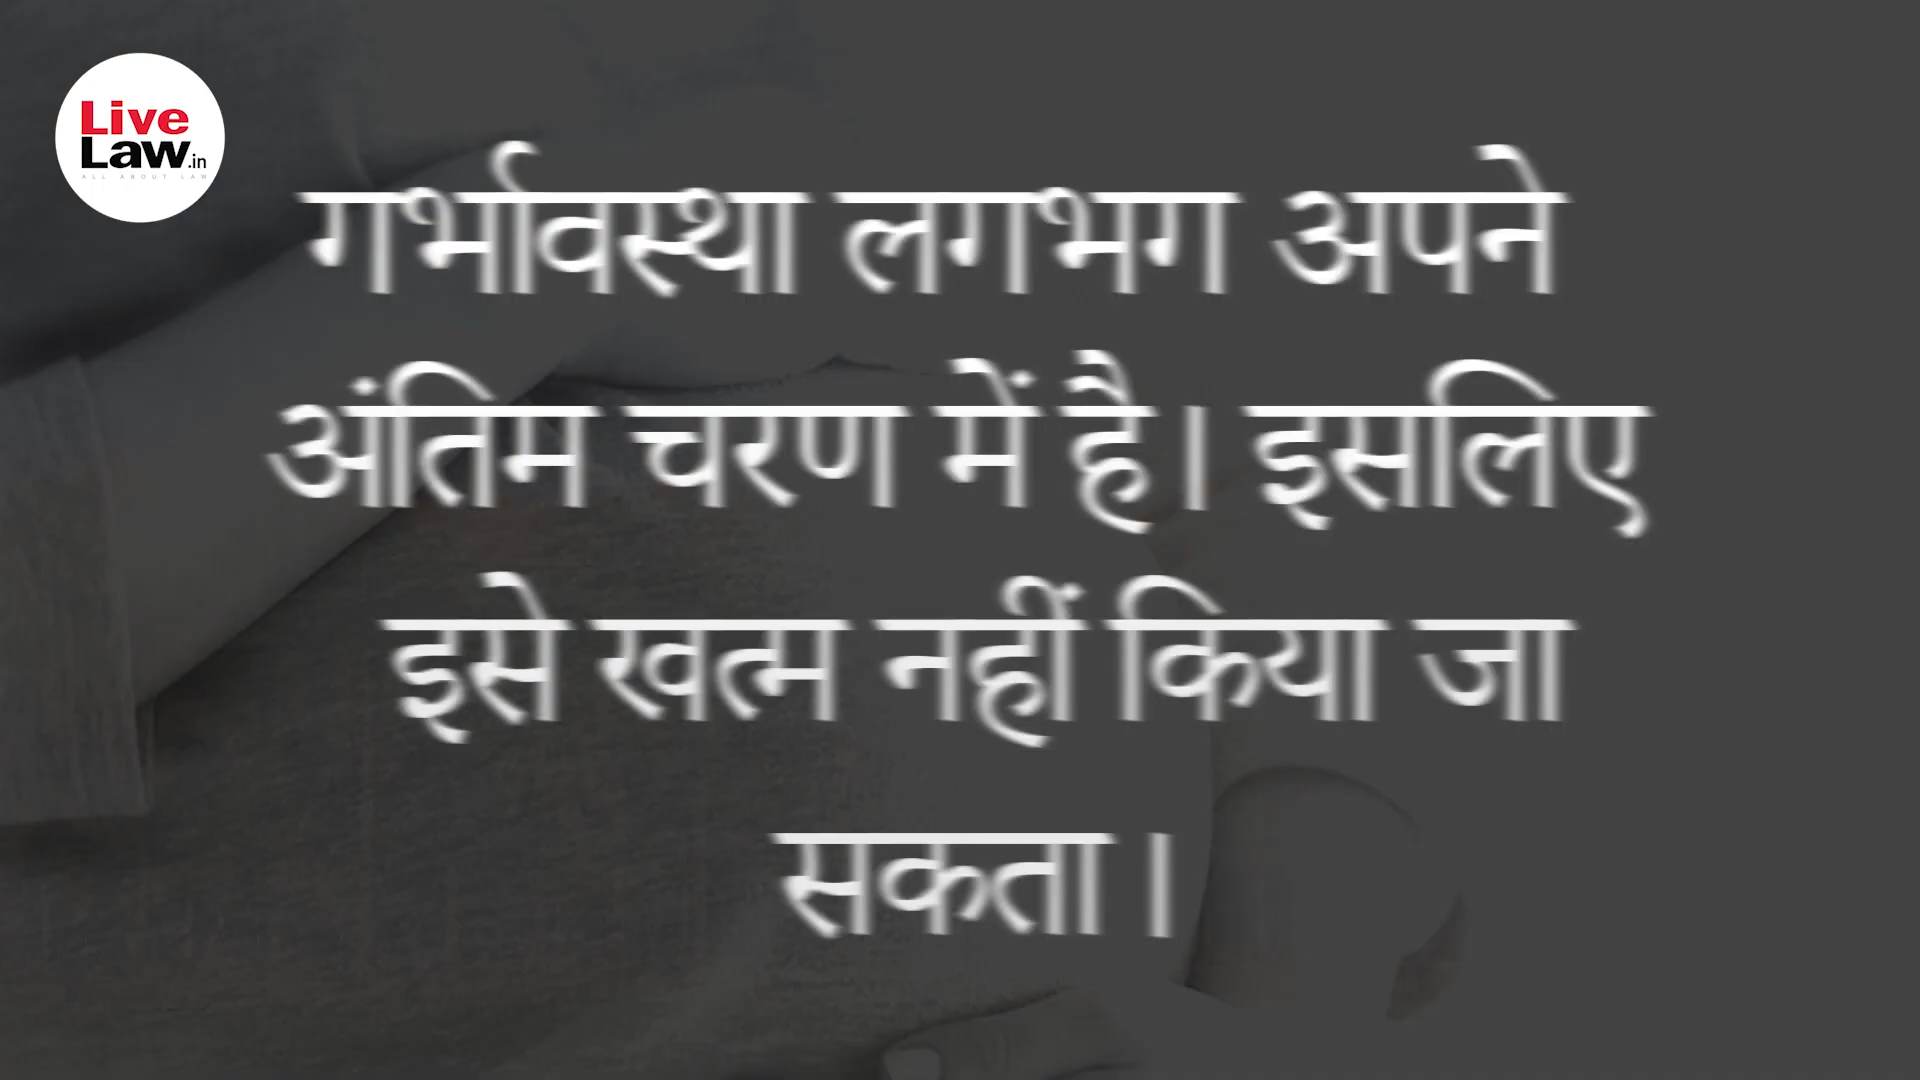 Live
Law.in
ALL ABOUT LAW
गर्भावस्था लगभग अपने
अंतिम चरण में है। इसलिए
इसे खत्म नहीं किया जा
सकता।